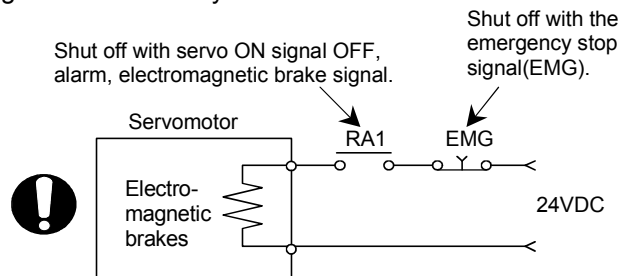 Shut off with the
emergency stop
signal(EMG).
Shut off with servo ON signal OFF,
alarm, electromagnetic brake signal.
Servomotor
RA1
EMG
Electro-
magnetic
brakes
24VDC